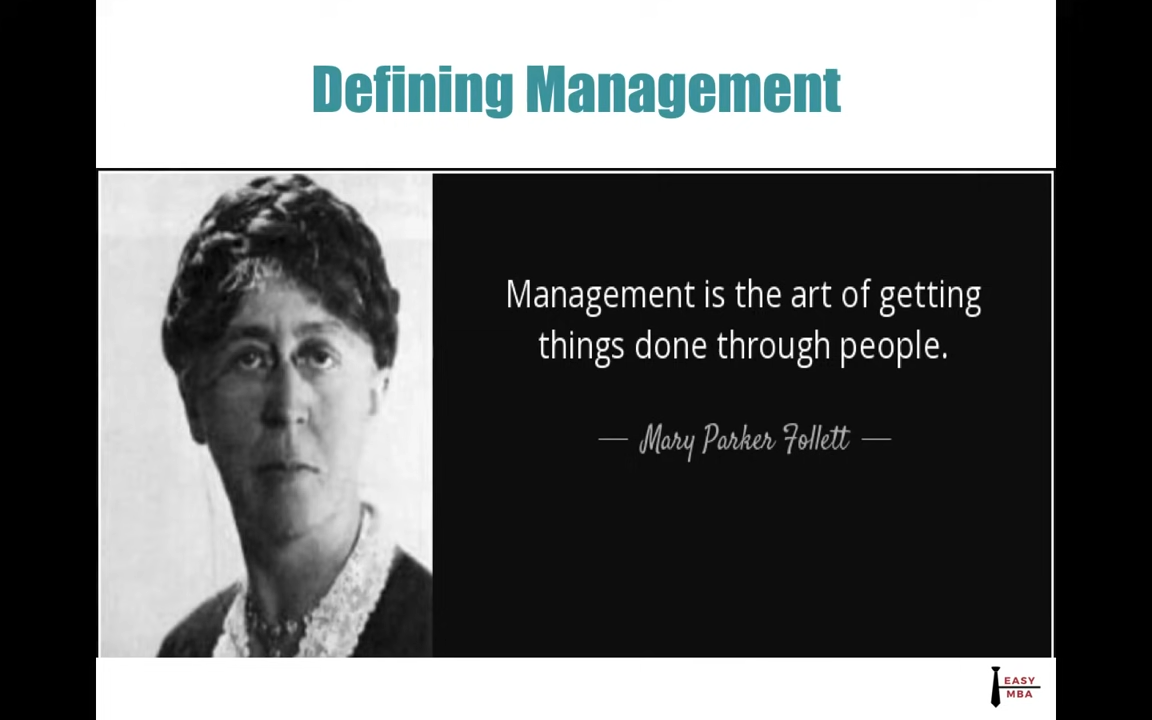 Defining Management
Management is the art of getting
things done through people.
— Mary Parker Follett —
EASY
MBA